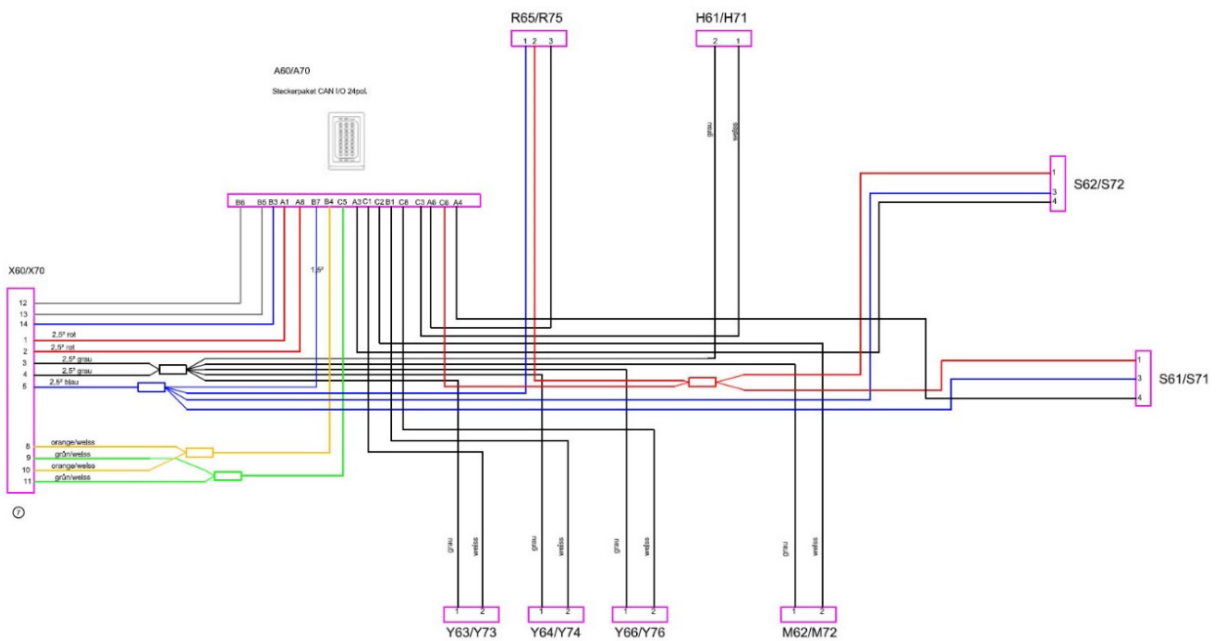 R65/R75
H61/H71
1 2 3
2 1
A60/A70
Steckerpaket CAN I/O 24pol.
grau
weiss
S62/S72
1
3
4
B6 B5 B3 A1 A8 B7 B4 C5 A3 C1 C2 B1 C8 C3 A6 C6 A4
1,5²
X60/X70
12
13
14
1 2,5² rot
2 2,5² rot
3 2,5² grau
4 2,5² grau
2,5² blau
S61/S71
1
3
4
8 orange/weiss
9 grün/weiss
10 orange/weiss
11 grün/weiss
7
grau weiss
grau weiss
grau weiss
grau weiss
1 2
1 2
1 2
1 2
Y63/Y73
Y64/Y74
Y66/Y76
M62/M72